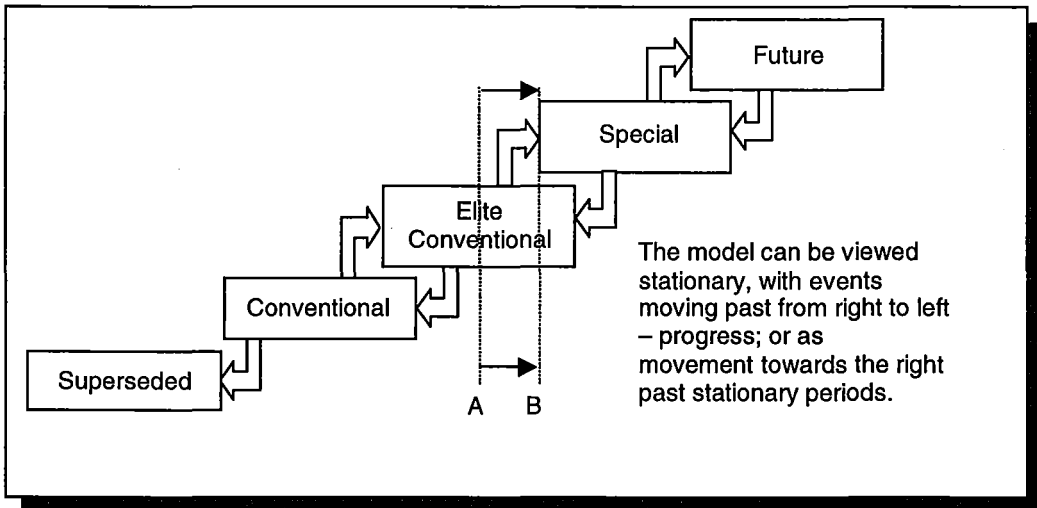 Future
Special
Elite
Conventional
The model can be viewed
stationary, with events
moving past from right to left
– progress; or as
movement towards the right
past stationary periods.
Conventional
Superseded
A B